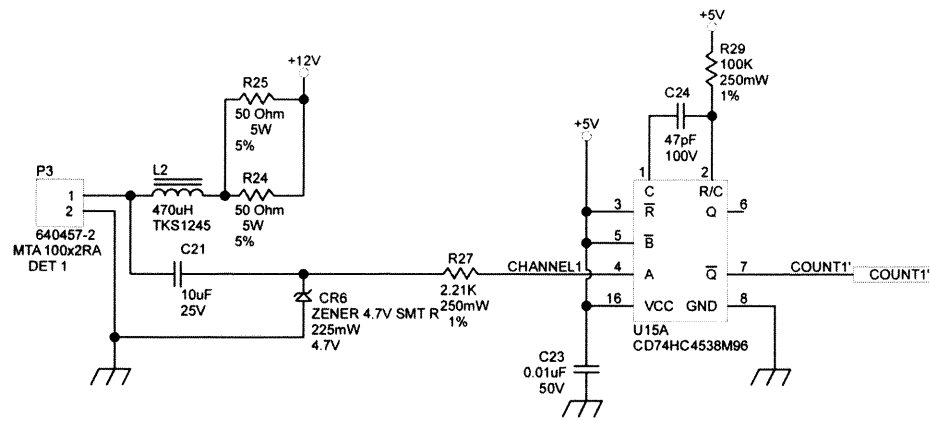 +5V
R29
100K
250mW
1%
C24
47pF
100V
+12V
R25
50 Ohm
5W
5%
R24
50 Ohm
5W
5%
+5V
P3
1
2
640457-2
MTA 100x2RA
DET 1
L2
470uH
TKS1245
C21
10uF
25V
CR6
ZENER 4.7V SMT R
225mW
4.7V
R27
2.21K
250mW
1%
CHANNEL1
1
2
C
R/C
3
R
Q
6
5
B
4
A
Q
7
COUNT1'
COUNT1'
16
VCC
GND
8
U15A
CD74HC4538M96
C23
0.01uF
50V